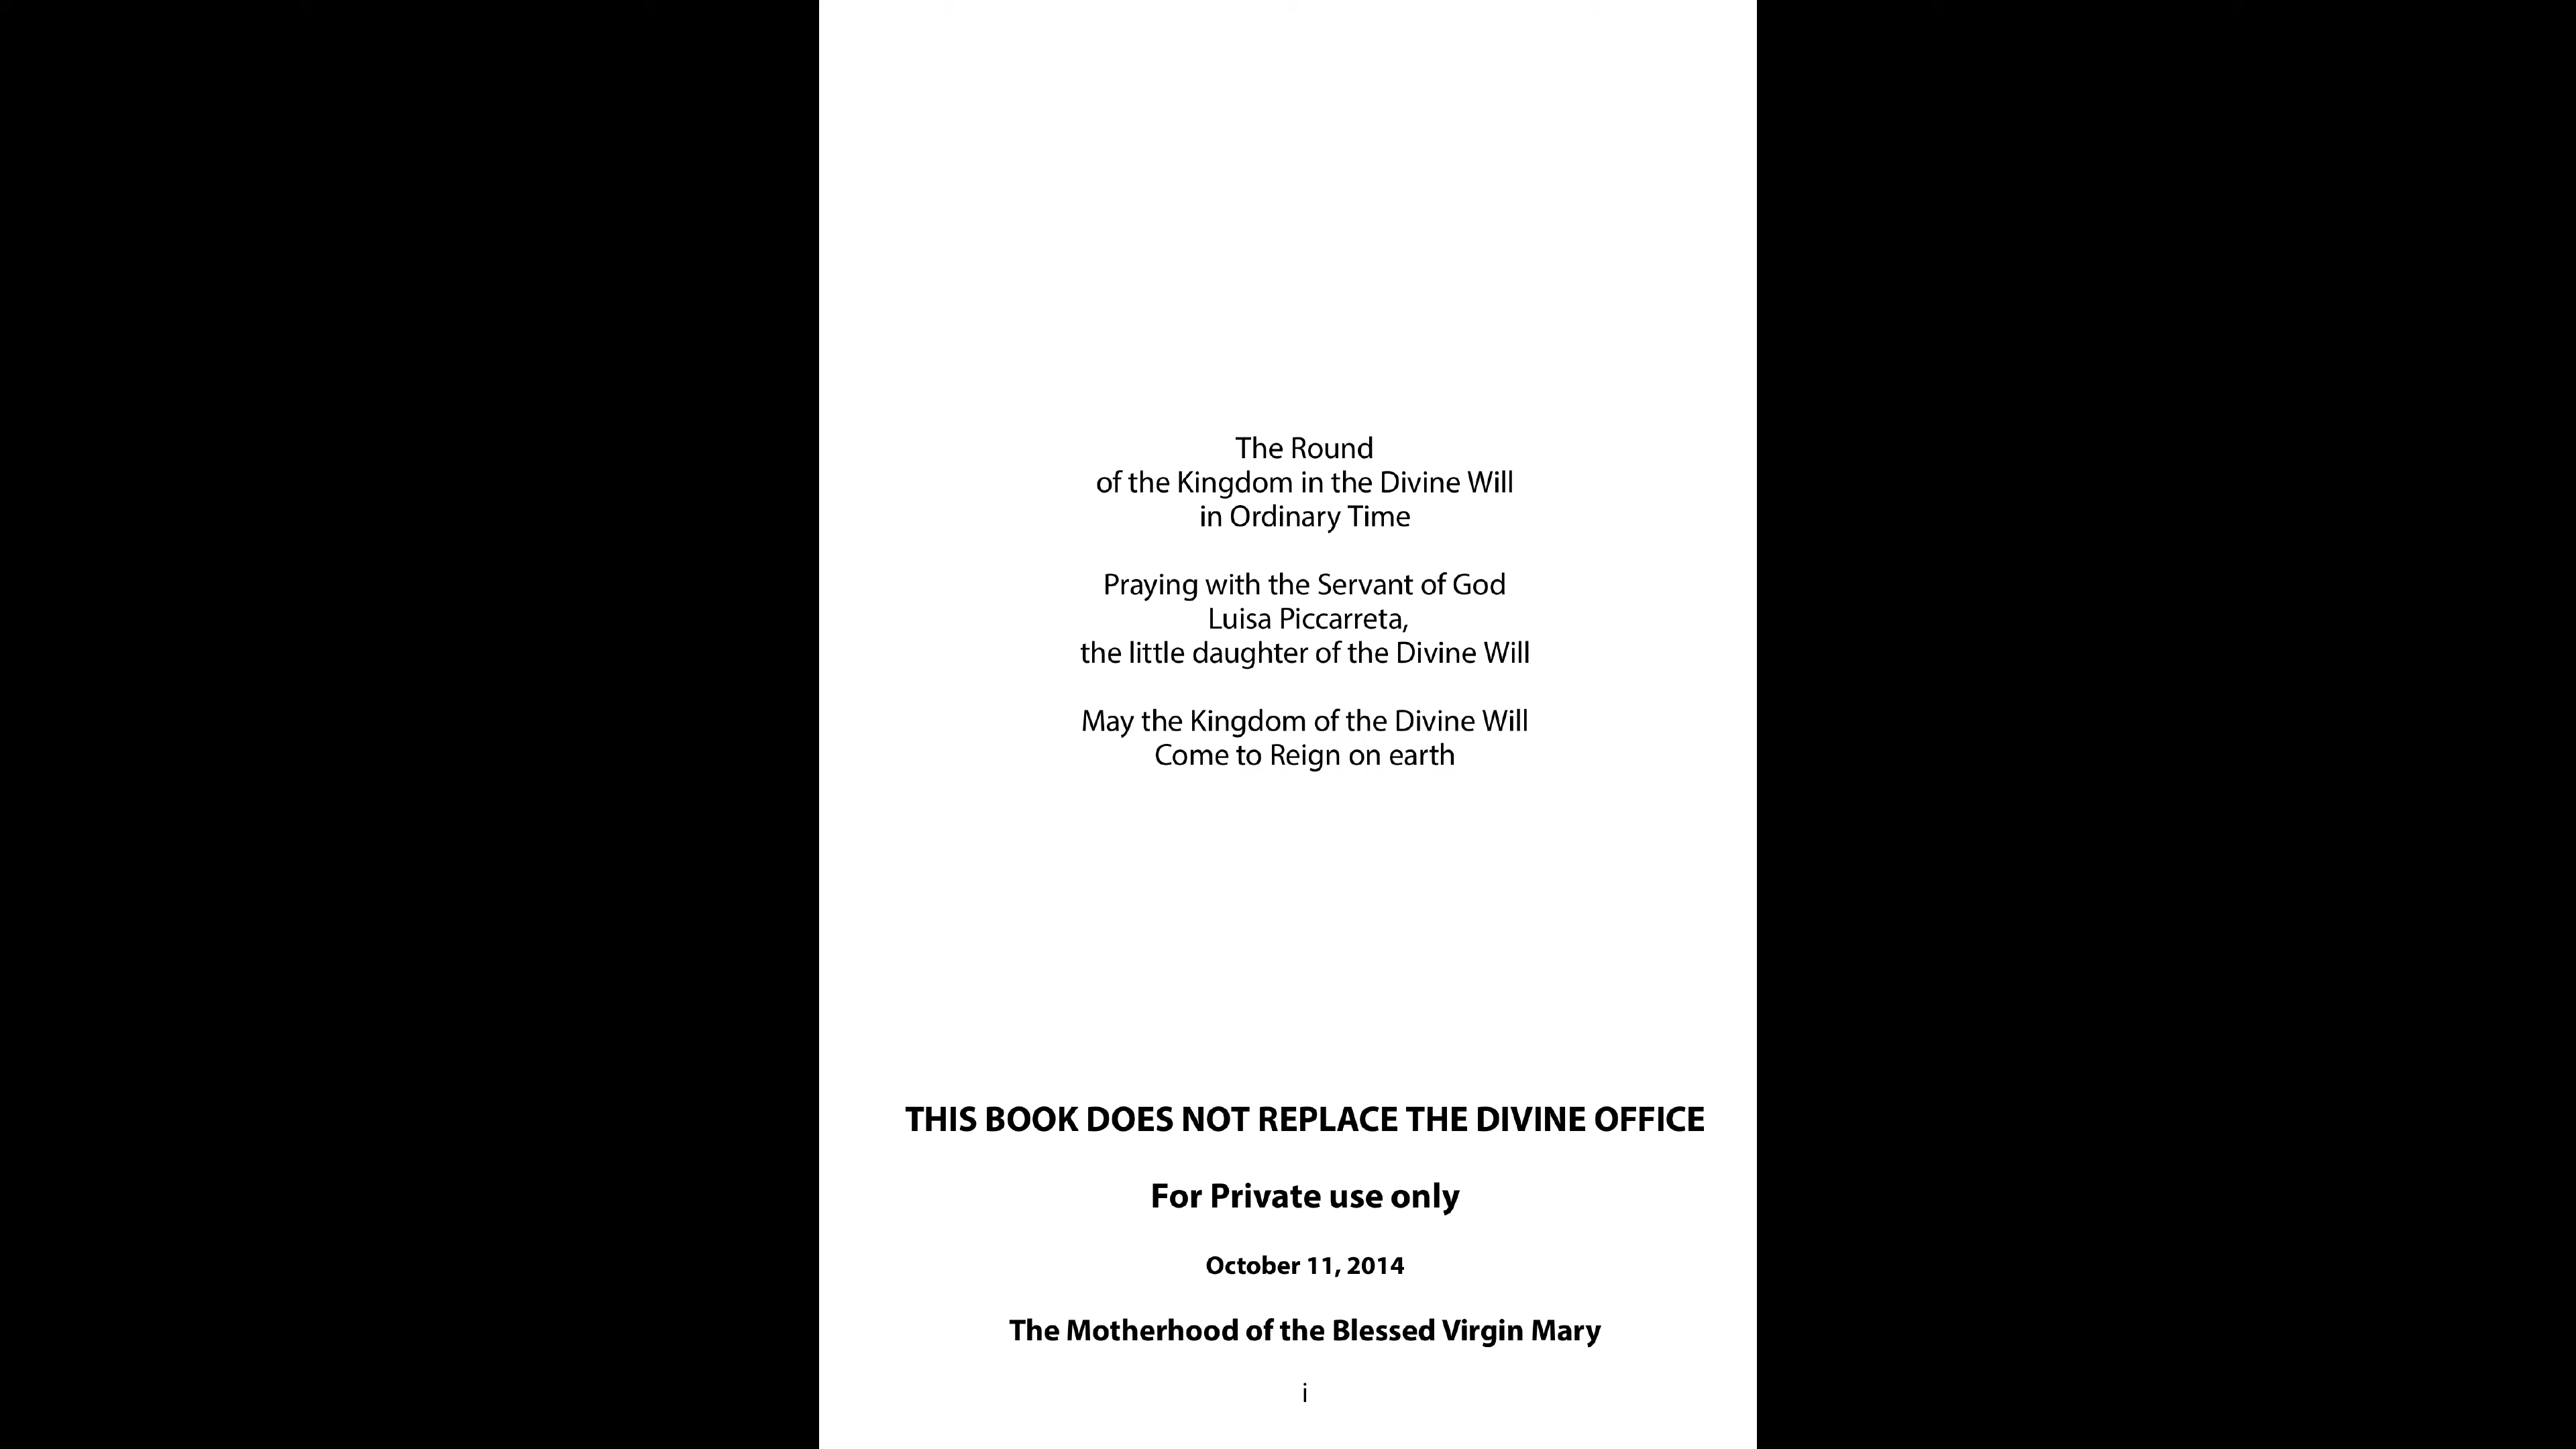 The Round
of the Kingdom in the Divine Will
in Ordinary Time
Praying with the Servant of God
Luisa Piccarreta,
the little daughter of the Divine Will
May the Kingdom of the Divine Will
Come to Reign on earth
THIS BOOK DOES NOT REPLACE THE DIVINE OFFICE
For Private use only
October 11, 2014
The Motherhood of the Blessed Virgin Mary
i